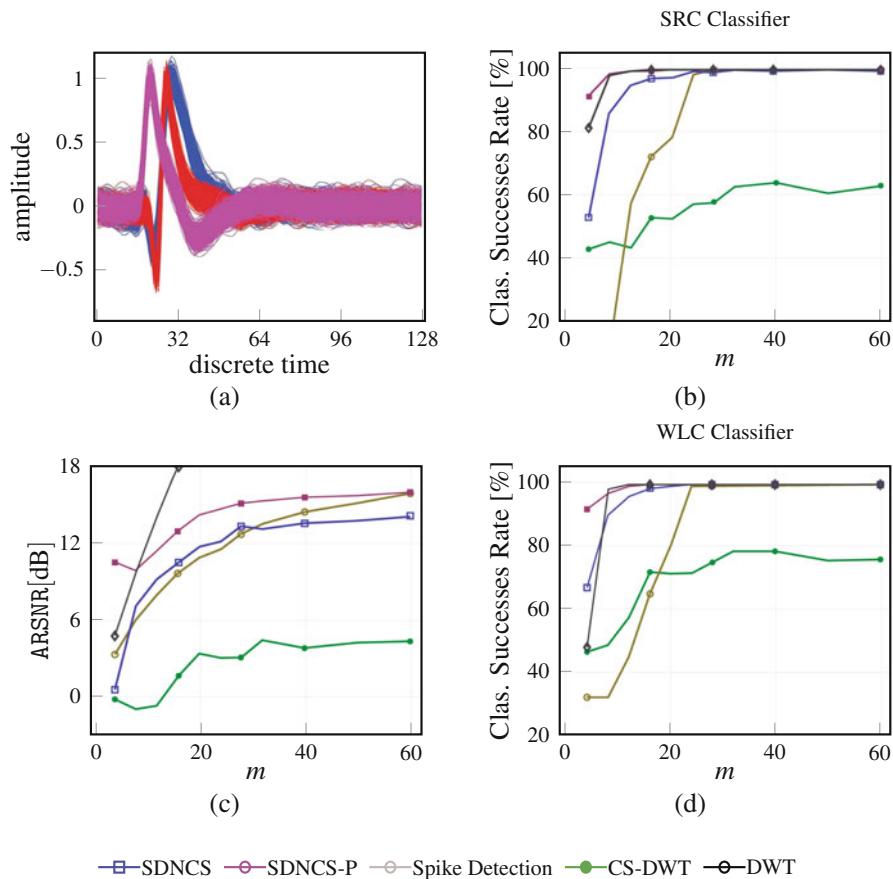 1
0.5
0
−0.5
amplitude
0 32 64 96 128
discrete time
(a)
SRC Classifier
100
80
60
40
20
Clas. Successes Rate [%]
0 20 40 60
m
(b)
18
12
6
0
ARSNR[dB]
0 20 40 60
m
(c)
WLC Classifier
100
80
60
40
20
Clas. Successes Rate [%]
0 20 40 60
m
(d)
SDNCS SDNCS-P Spike Detection CS-DWT DWT